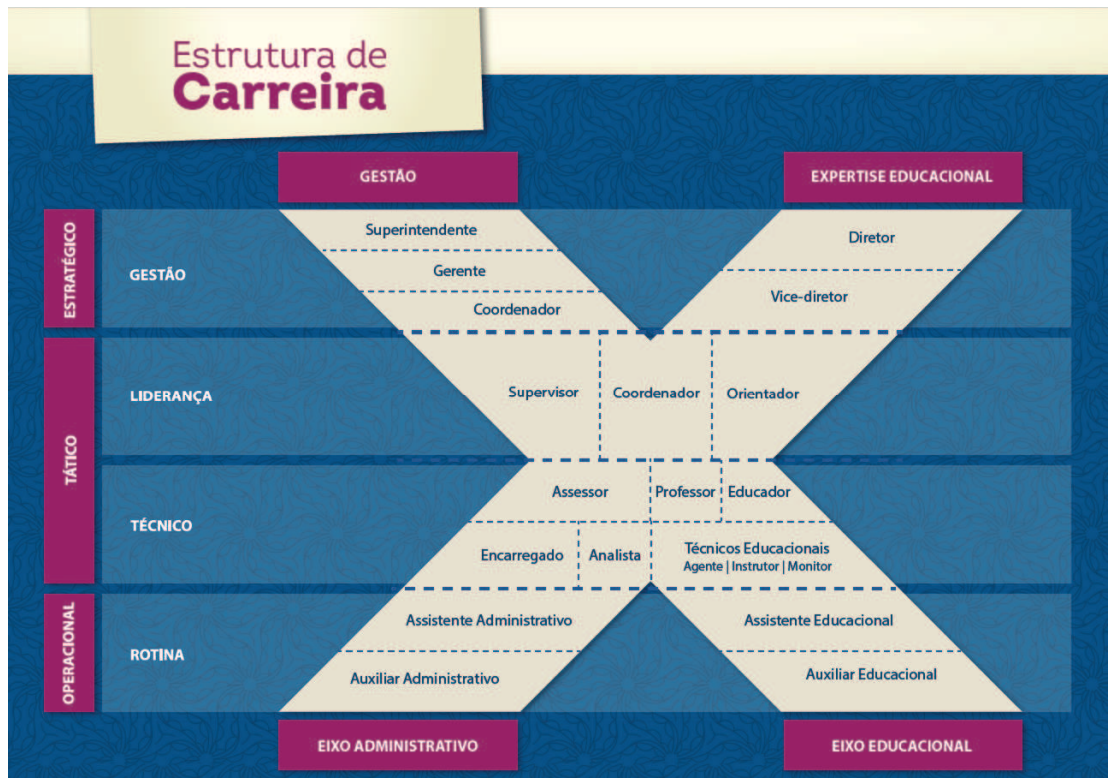 Estrutura de
Carreira
GESTÃO
EXPERTISE EDUCACIONAL
ESTRATÉGICO
GESTÃO
Superintendente
Gerente
Coordenador
Diretor
Vice-diretor
TÁTICO
LIDERANÇA
Supervisor
Coordenador
Orientador
TÉCNICO
Assessor
Professor
Educador
Encarregado
Analista
Técnicos Educacionais
Agente | Instrutor | Monitor
OPERACIONAL
ROTINA
Assistente Administrativo
Assistente Educacional
Auxiliar Administrativo
Auxiliar Educacional
EIXO ADMINISTRATIVO
EIXO EDUCACIONAL